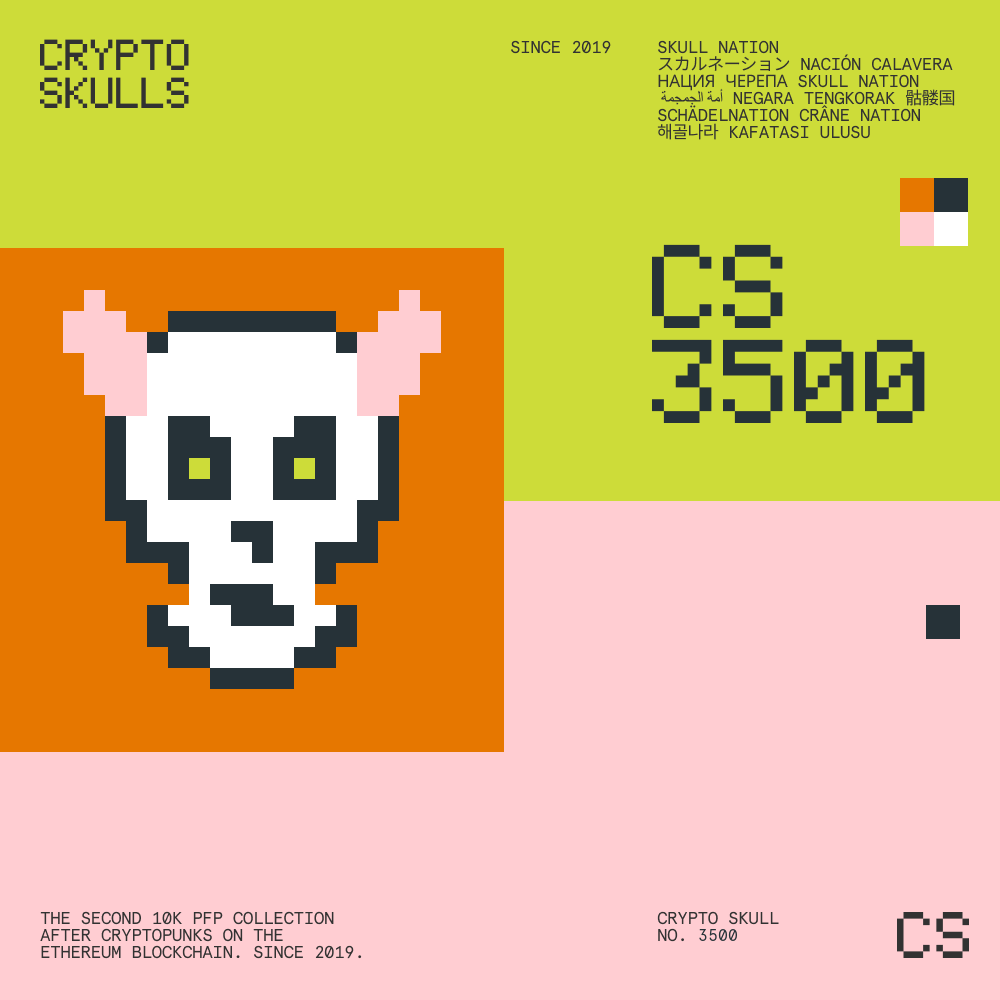 CRYPTO
SKULLS
SINCE 2019
SKULL NATION
スカルネーション NACIÓN CALAVERA
НАЦИЯ ЧЕРЕПА SKULL NATION
أمة الجمجمة NEGARA TENGKORAK 骷髅国
SCHÄDELNATION CRÂNE NATION
해골나라 KAFATASI ULUSU
CS
3500
THE SECOND 10K PFP COLLECTION
AFTER CRYPTOPUNKS ON THE
ETHEREUM BLOCKCHAIN. SINCE 2019.
CRYPTO SKULL
NO. 3500
CS